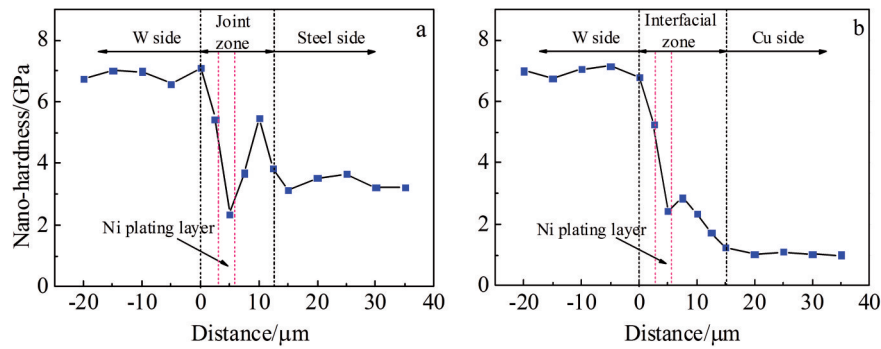 a
W side
Joint
zone
Steel side
8
6
4
2
0
Nano-hardness/GPa
Ni plating layer
-20
-10
0
10
20
30
40
Distance/μm
b
W side
Interfacial
zone
Cu side
8
6
4
2
0
Ni plating layer
-20
-10
0
10
20
30
40
Distance/μm